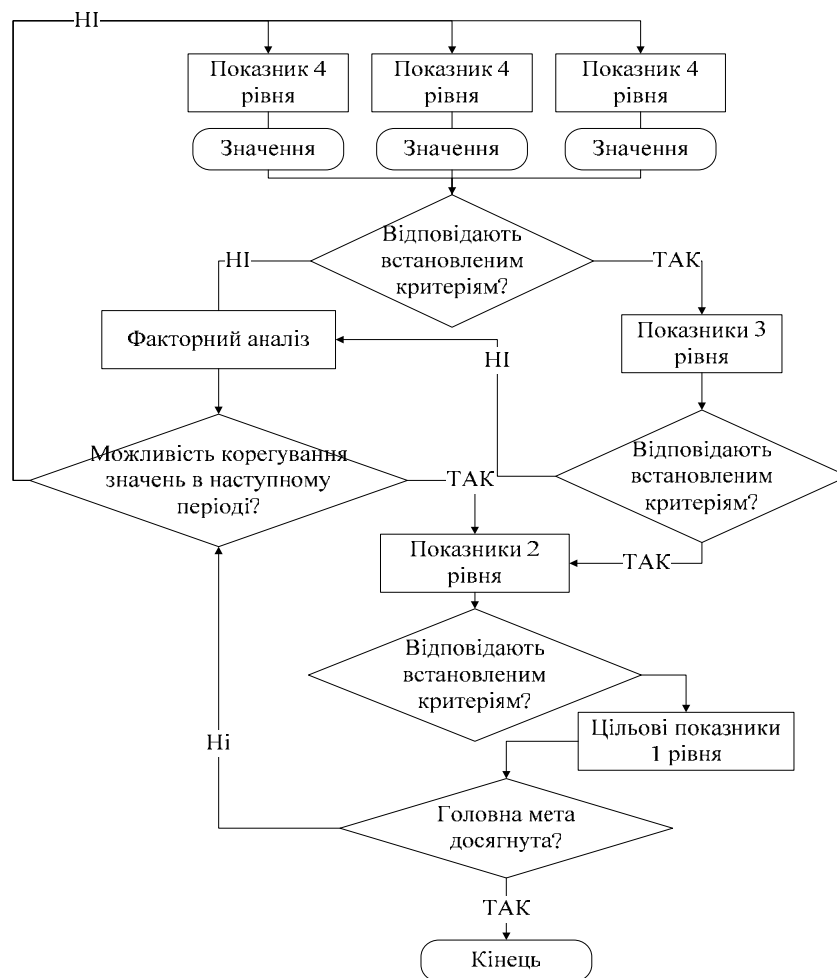 НІ
Показник 4
рівня
Показник 4
рівня
Показник 4
рівня
Значення
Значення
Значення
Відповідають
встановленим
критеріям?
НІ
ТАК
Факторний аналіз
Показники 3
рівня
НІ
Можливість корегування
значень в наступному
періоді?
ТАК
Відповідають
встановленим
критеріям?
Показники 2
рівня
ТАК
Відповідають
встановленим
критеріям?
Цільові показники
1 рівня
Ні
Головна мета
досягнута?
ТАК
Кінець